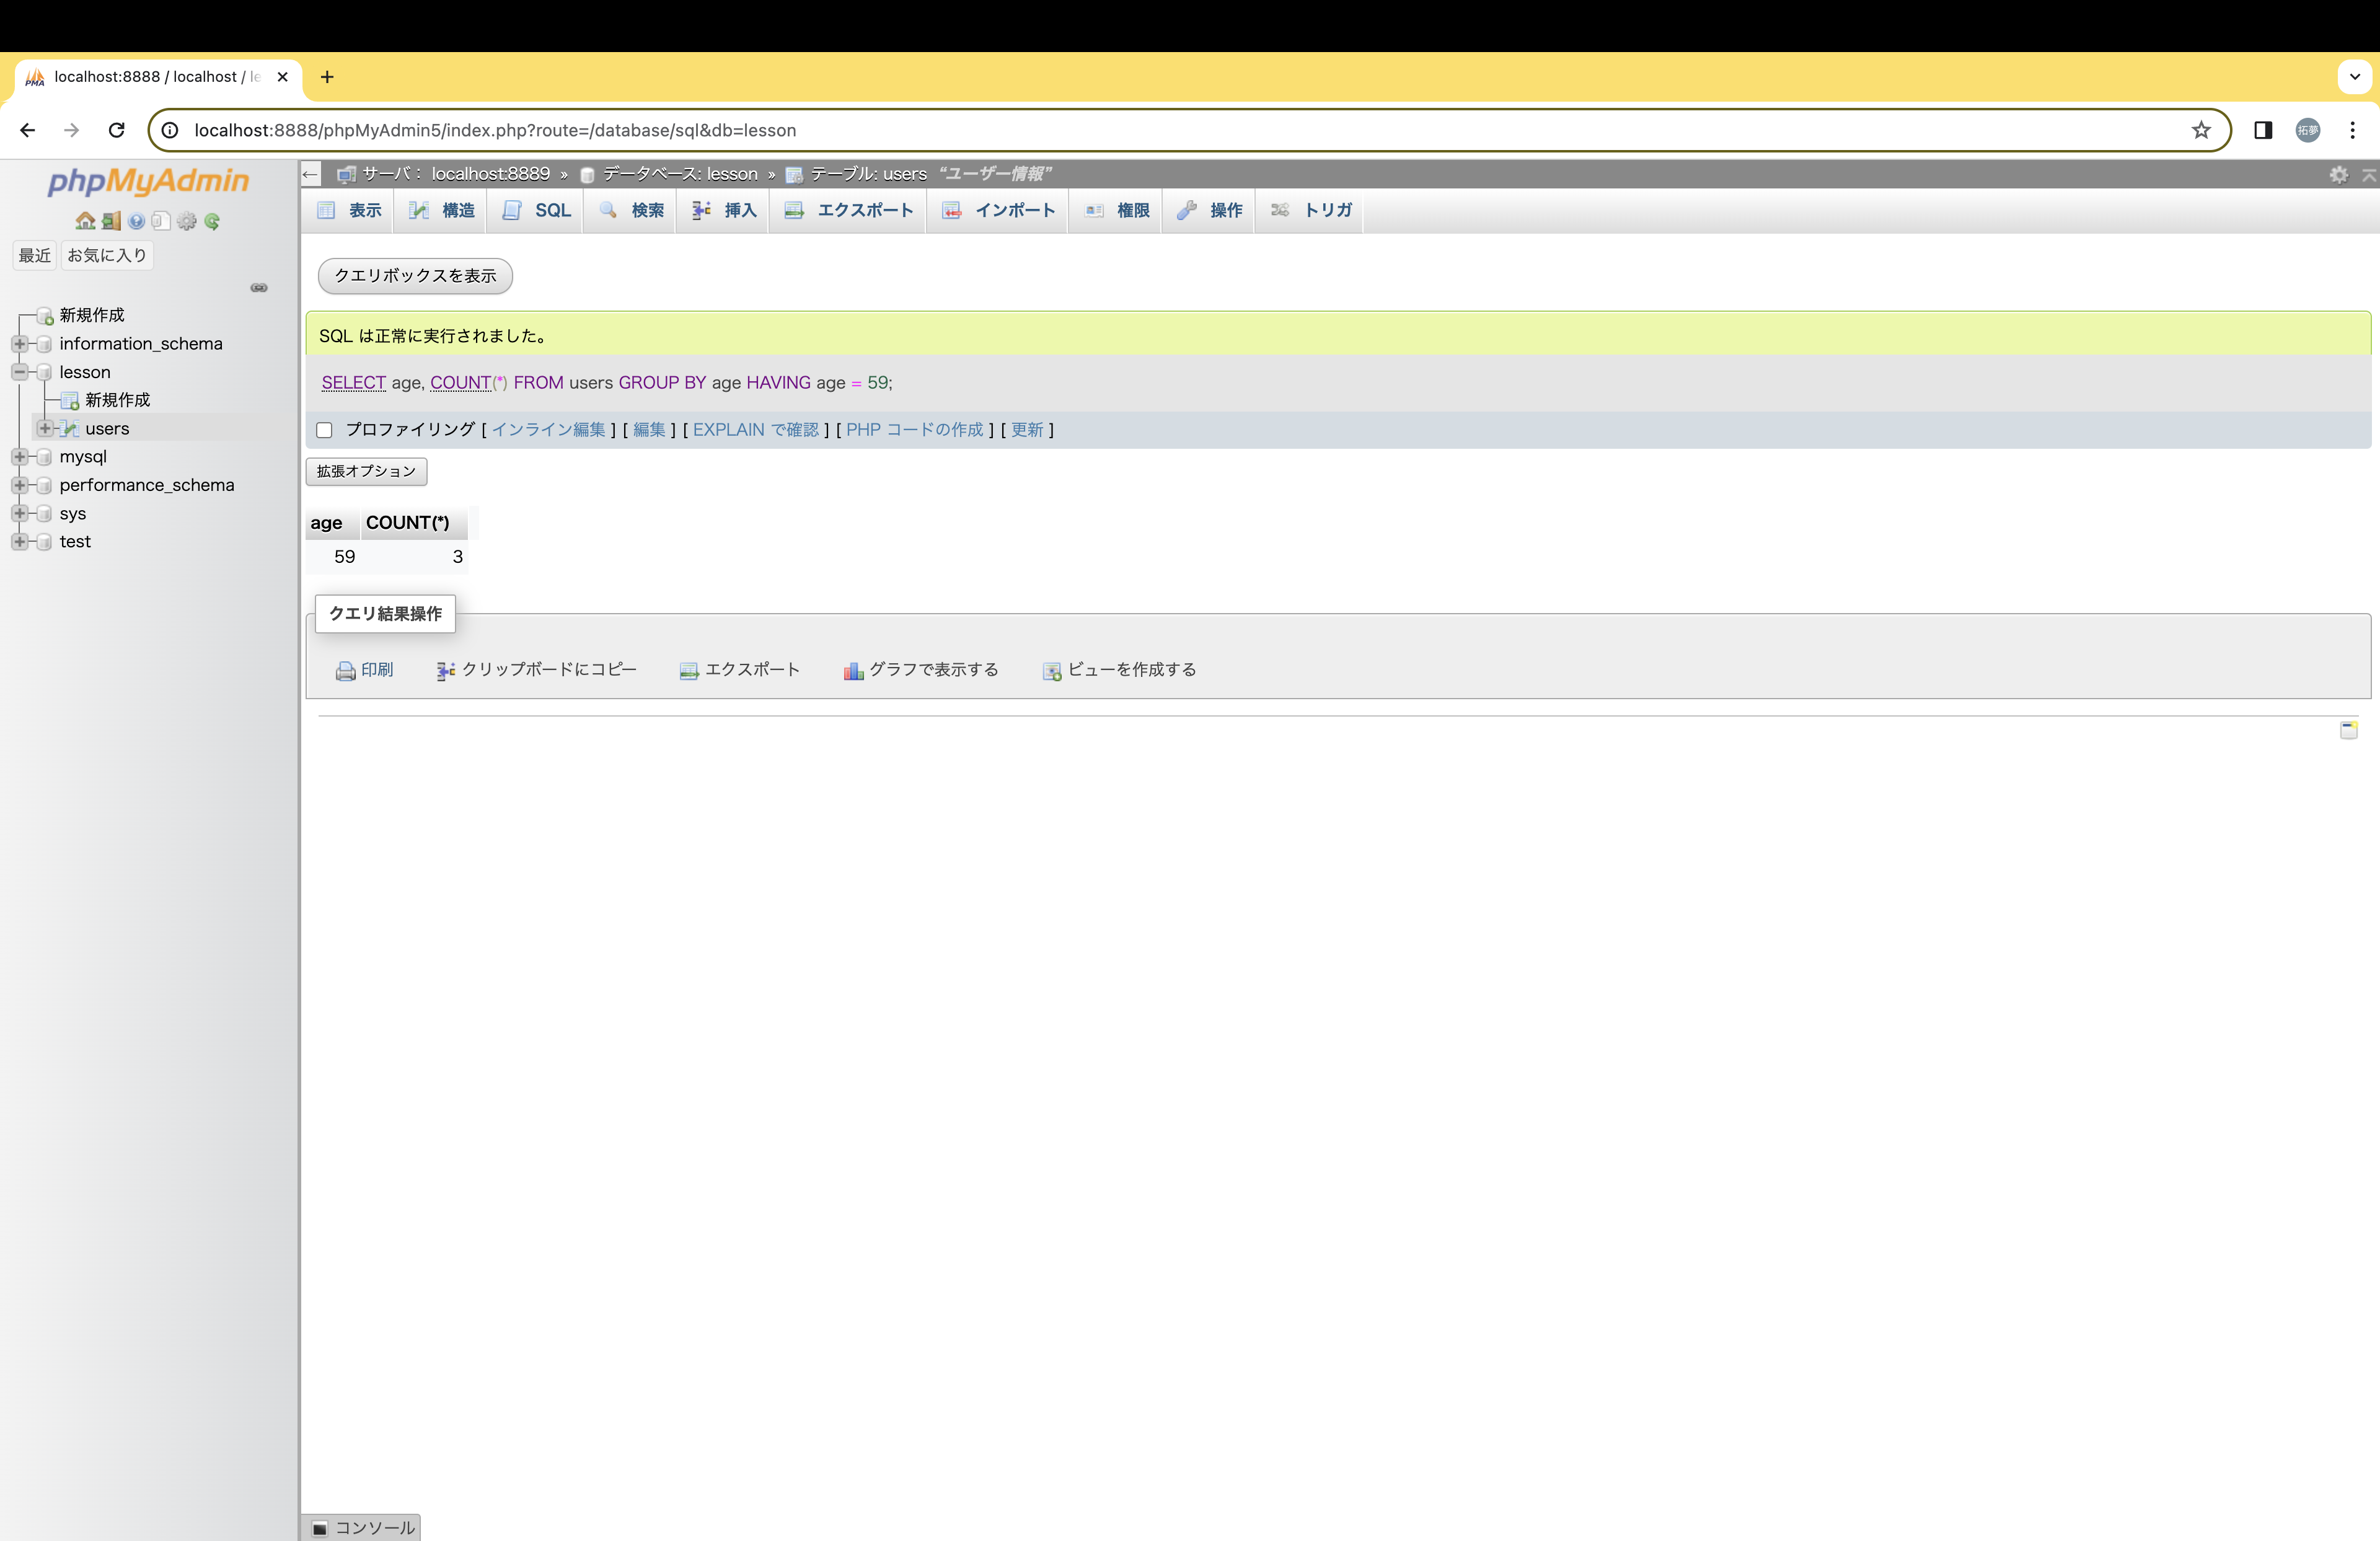 localhost:8888 / localhost / le
localhost:8888/phpMyAdmin5/index.php?route=/database/sql&db=lesson
拓夢
phpMyAdmin
最近 お気に入り
新規作成
information_schema
lesson
新規作成
users
mysql
performance_schema
sys
test
サーバ： localhost:8889 » データベース: lesson » テーブル: users “ユーザー情報”
表示 構造 SQL 検索 挿入 エクスポート インポート 権限 操作 トリガ
クエリボックスを表示
SQL は正常に実行されました。
SELECT age, COUNT(*) FROM users GROUP BY age HAVING age = 59;
プロファイリング [ インライン編集 ] [ 編集 ] [ EXPLAIN で確認 ] [ PHP コードの作成 ] [ 更新 ]
拡張オプション
age COUNT(*)
59 3
クエリ結果操作
印刷 クリップボードにコピー エクスポート グラフで表示する ビューを作成する
コンソール